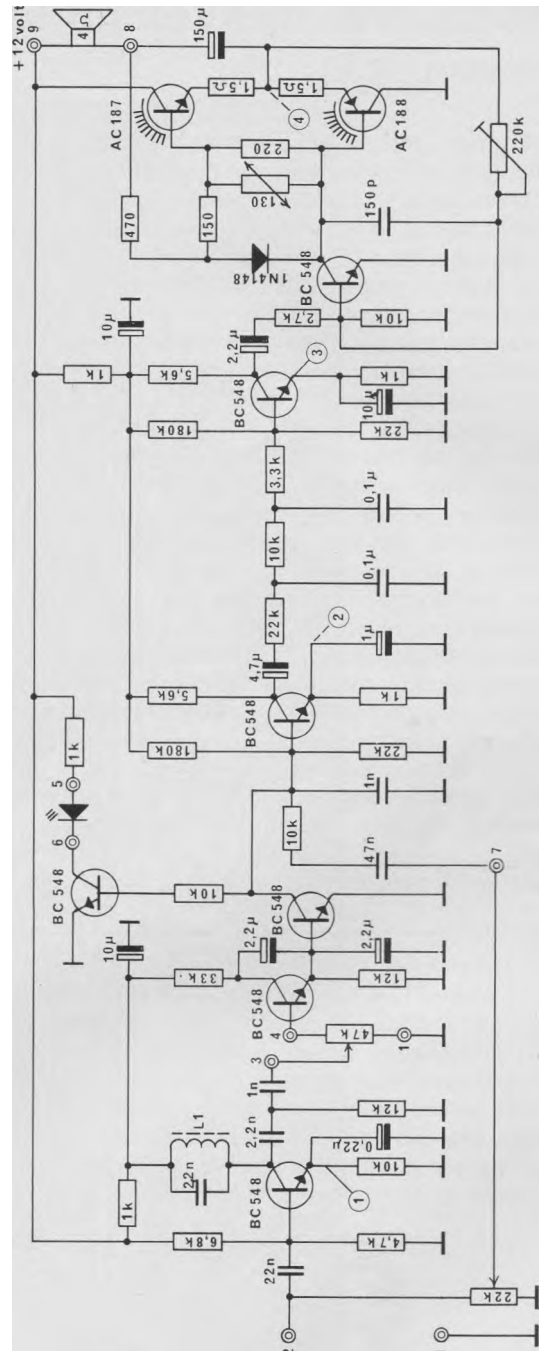 +12 volt
9
4Ω
8
150µ
AC187
1,5Ω
1,5Ω
4
AC188
220k
220
130
150
470
1N4148
150p
BC548
10µ
1k
5,6k
2,2µ
2,7k
10k
3
BC548
1k
10µ
180k
22k
3,3k
10k
22k
0,1µ
0,1µ
4,7µ
2
1µ
5,6k
BC548
1k
180k
22k
1k
5
6
BC548
10k
10k
1n
47n
7
BC548
10µ
33k
2,2µ
2,2µ
BC548
12k
4
47k
1
3
1n
2,2n
12k
L1
22n
BC548
0,22µ
10k
1
1k
6,8k
4,7k
22n
22k